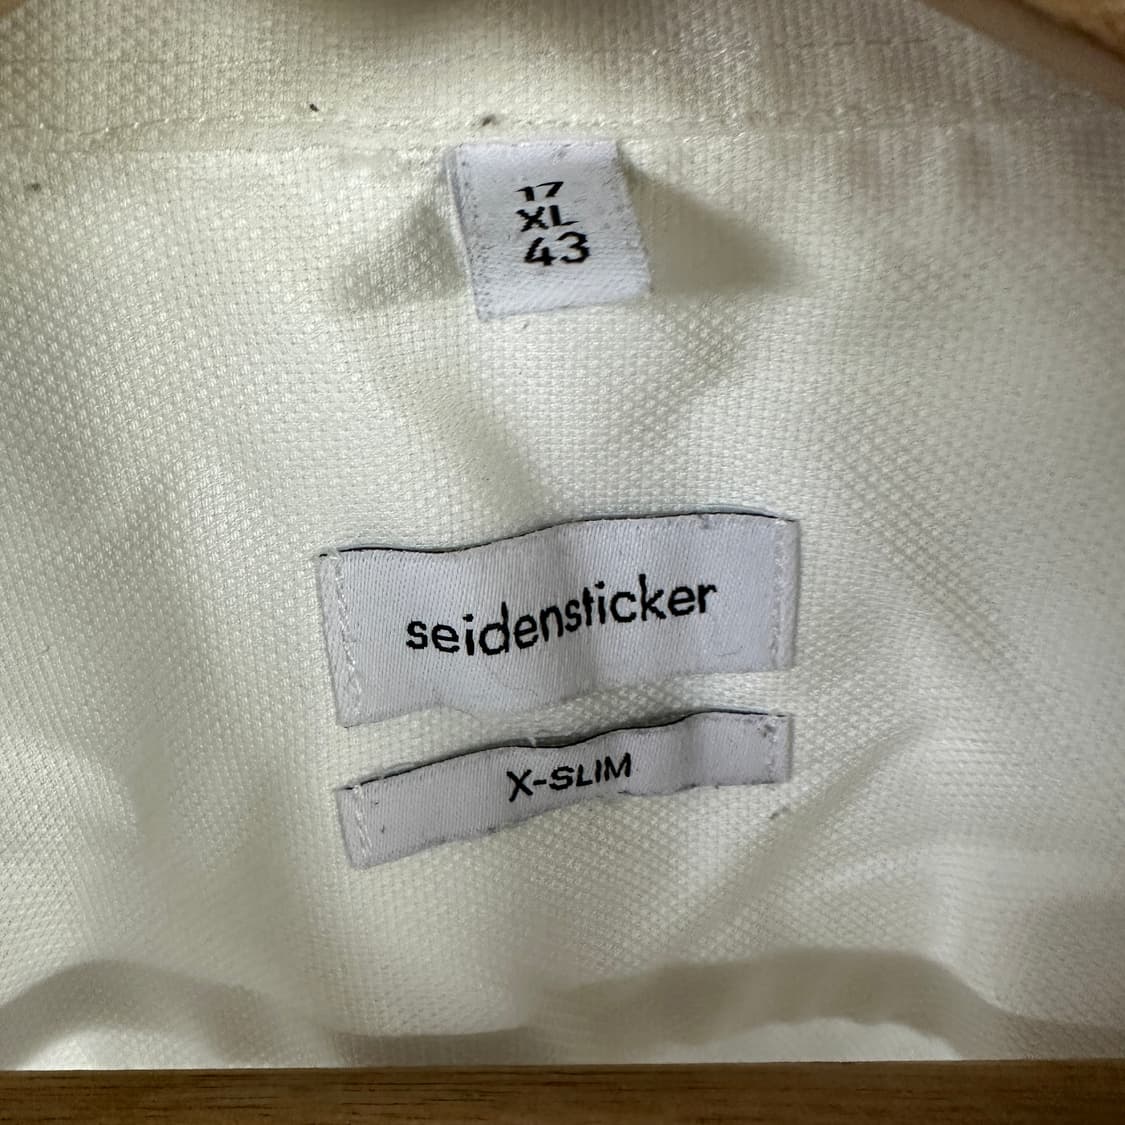 17
XL
43
seidensticker
X-SLIM